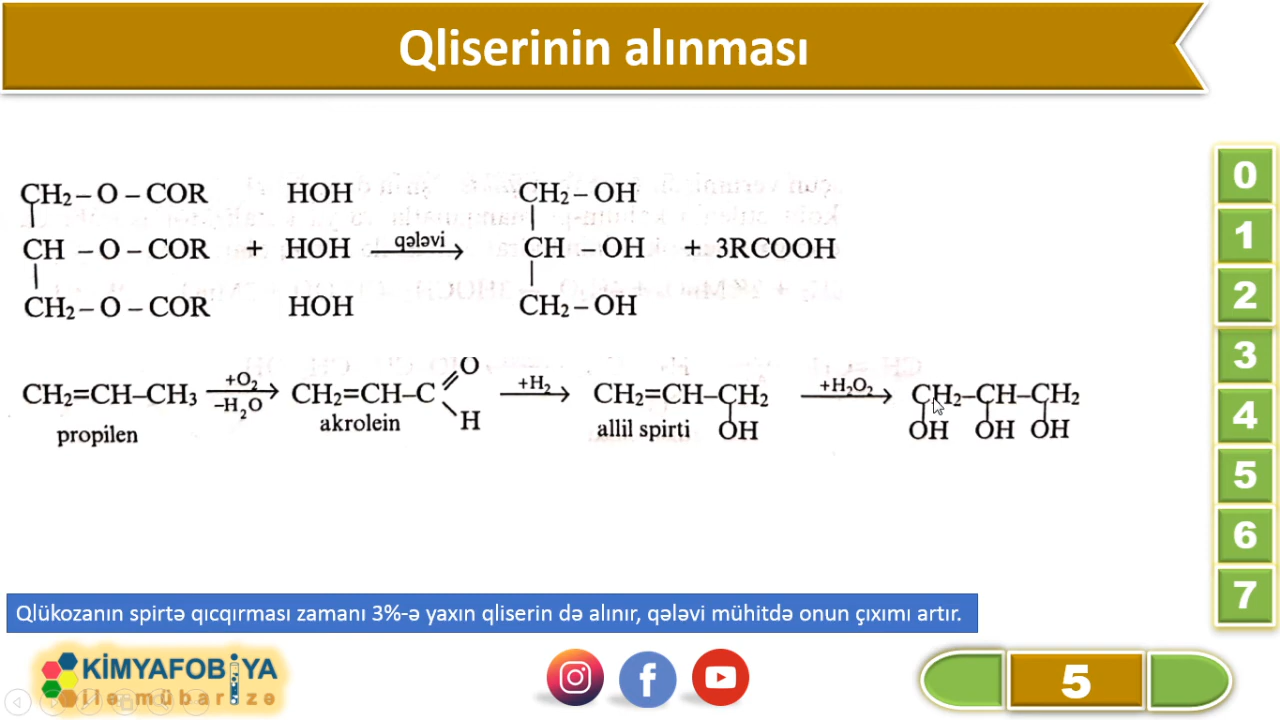 Qliserinin alınması
CH₂ – O – COR HOH CH₂ – OH
CH – O – COR + HOH qələvi CH – OH + 3RCOOH
CH₂ – O – COR HOH CH₂ – OH
CH₂=CH–CH₃ +O₂ –H₂O CH₂=CH–C O H +H₂ CH₂=CH–CH₂ +H₂O₂ CH₂–CH–CH₂
propilen akrolein allil spirti OH OH OH OH
Qlükozanın spirtə qıcqırması zamanı 3%-ə yaxın qliserin də alınır, qələvi mühitdə onun çıxımı artır.
KİMYAFOBİYA
ilə mübarizə
f
5
0
1
2
3
4
5
6
7